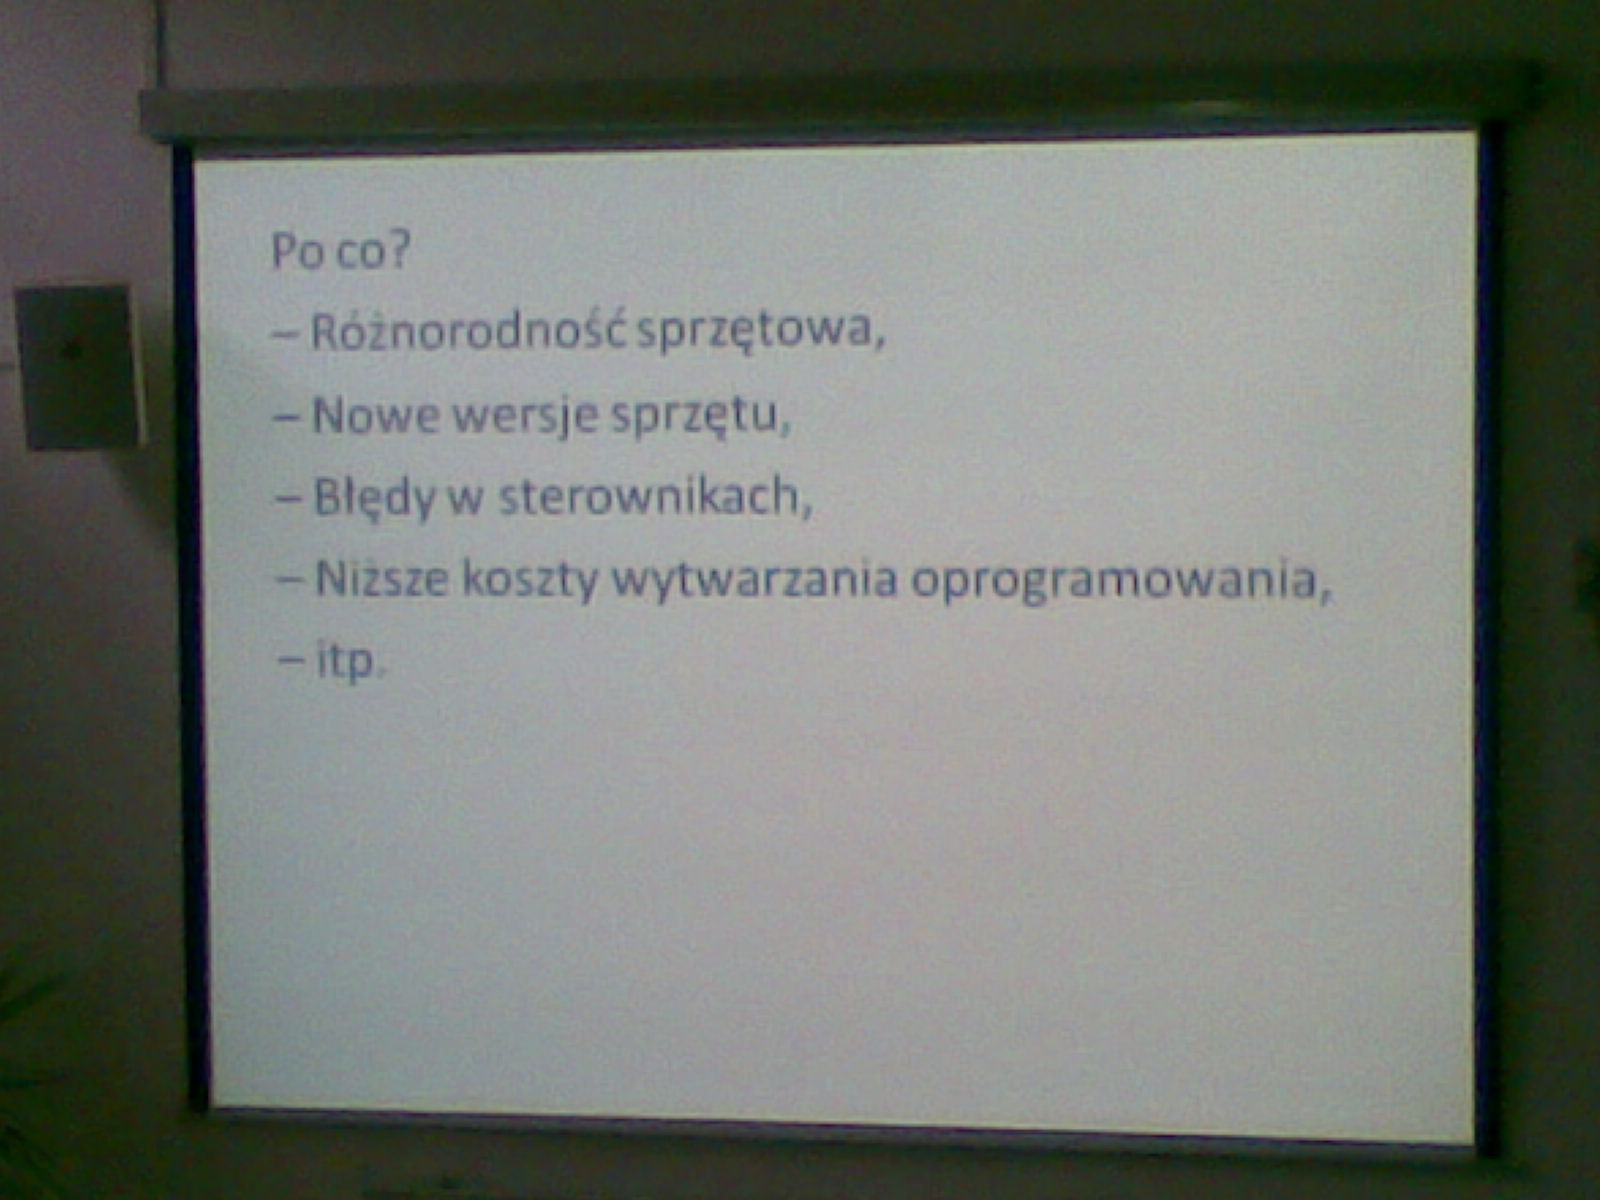 Po co?
– Różnorodność sprzętowa,
– Nowe wersje sprzętu,
– Błędy w sterownikach,
– Niższe koszty wytwarzania oprogramowania,
– itp.